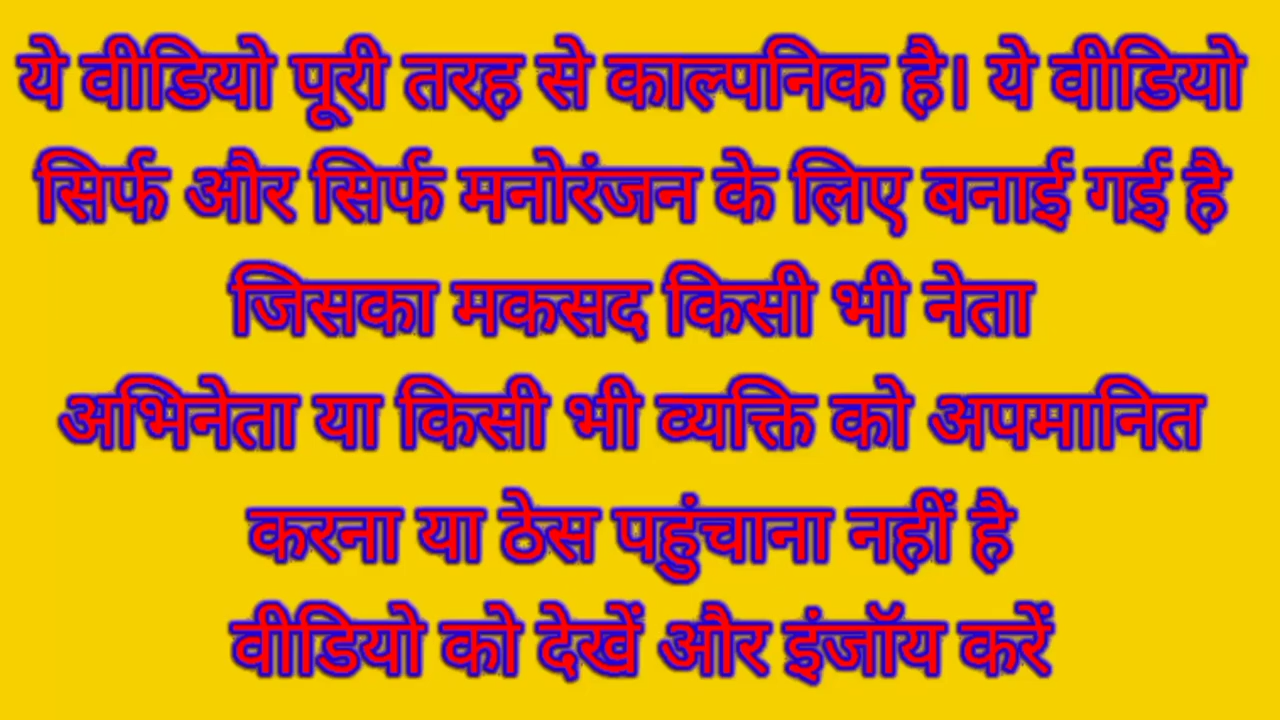 ये वीडियो पूरी तरह से काल्पनिक है। ये वीडियो
सिर्फ और सिर्फ मनोरंजन के लिए बनाई गई है
जिसका मकसद किसी भी नेता
अभिनेता या किसी भी व्यक्ति को अपमानित
करना या ठेस पहुंचाना नहीं है
वीडियो को देखें और इंजॉय करें